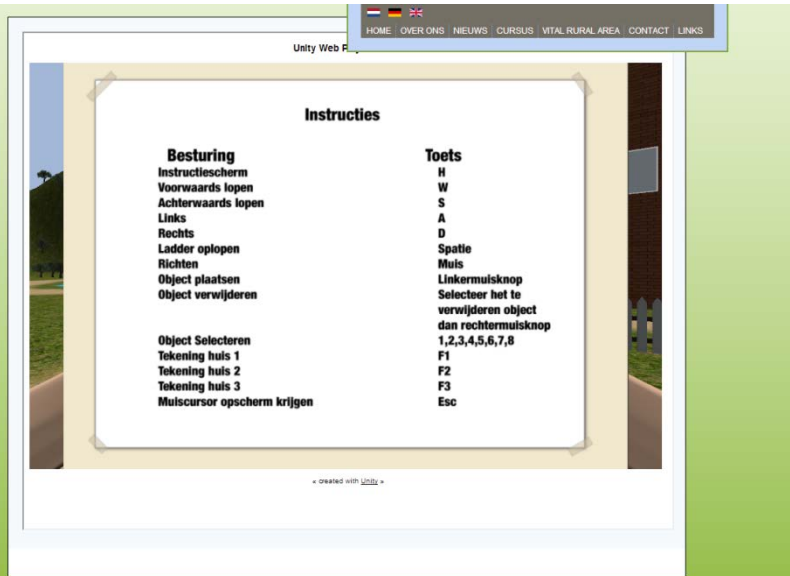 HOME OVER ONS NIEUWS CURSUS VITAL RURAL AREA CONTACT LINKS
Unity Web
Instructies
Besturing Toets
Instructiescherm H
Voorwaards lopen W
Achterwaards lopen S
Links A
Rechts D
Ladder oplopen Spatie
Richten Muis
Object plaatsen Linkermuisknop
Object verwijderen Selecteer het te
verwijderen object
dan rechtermuisknop
Object Selecteren 1,2,3,4,5,6,7,8
Tekening huis 1 F1
Tekening huis 2 F2
Tekening huis 3 F3
Muiscursor opscherm krijgen Esc
« created with Unity »